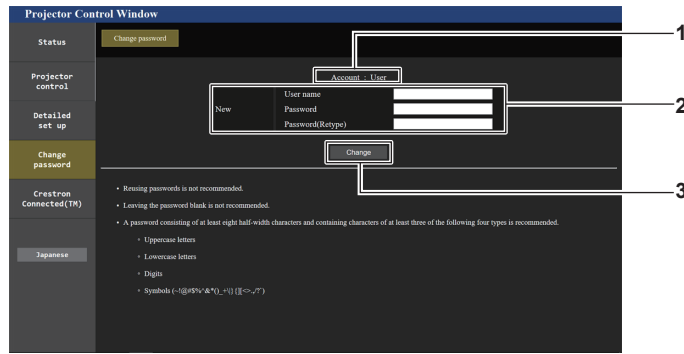 Projector Control Window
Status
Change password
1
Account : User
Projector
control
User name
New
Password
2
Password(Retype)
Detailed
set up
Change
Change
password
3
Crestron
Connected(TM)
• Reusing passwords is not recommended.
• Leaving the password blank is not recommended.
• A password consisting of at least eight half-width characters and containing characters of at least three of the following four types is recommended.
Uppercase letters
Lowercase letters
Digits
Symbols (~!@#$%^&*()_+\|}{][<>.,/?`)
Japanese